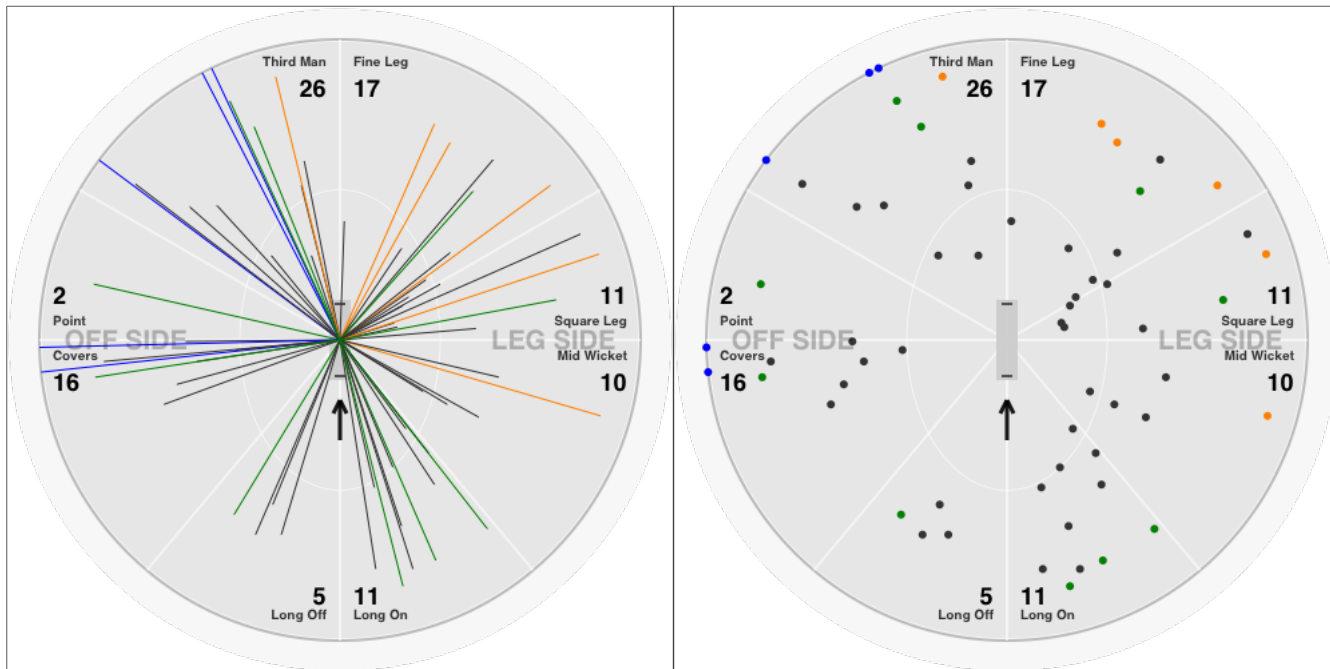 Third Man Fine Leg
26 17
2 11
Point Square Leg
OFF SIDE LEG SIDE
Covers Mid Wicket
16 10
5 11
Long Off Long On
Third Man Fine Leg
26 17
2 11
Point Square Leg
OFF SIDE LEG SIDE
Covers Mid Wicket
16 10
5 11
Long Off Long On